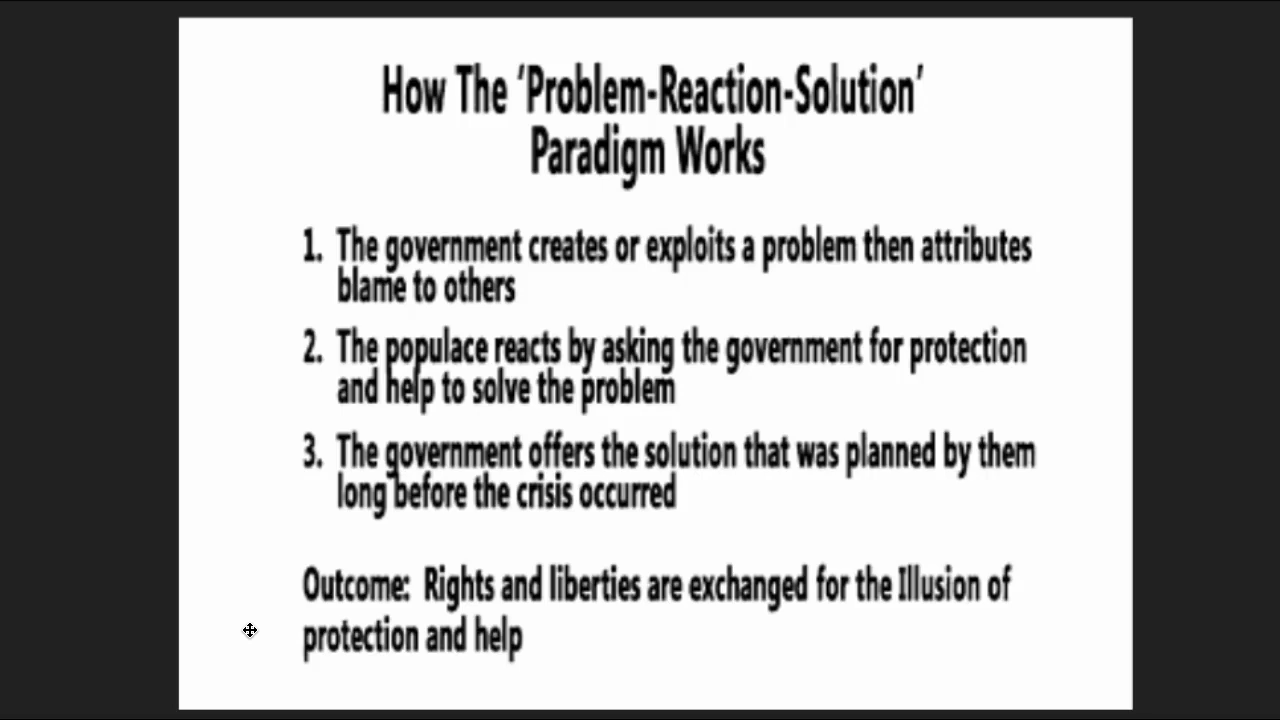 How The ‘Problem-Reaction-Solution’
Paradigm Works
1. The government creates or exploits a problem then attributes
blame to others
2. The populace reacts by asking the government for protection
and help to solve the problem
3. The government offers the solution that was planned by them
long before the crisis occurred
Outcome: Rights and liberties are exchanged for the Illusion of
protection and help